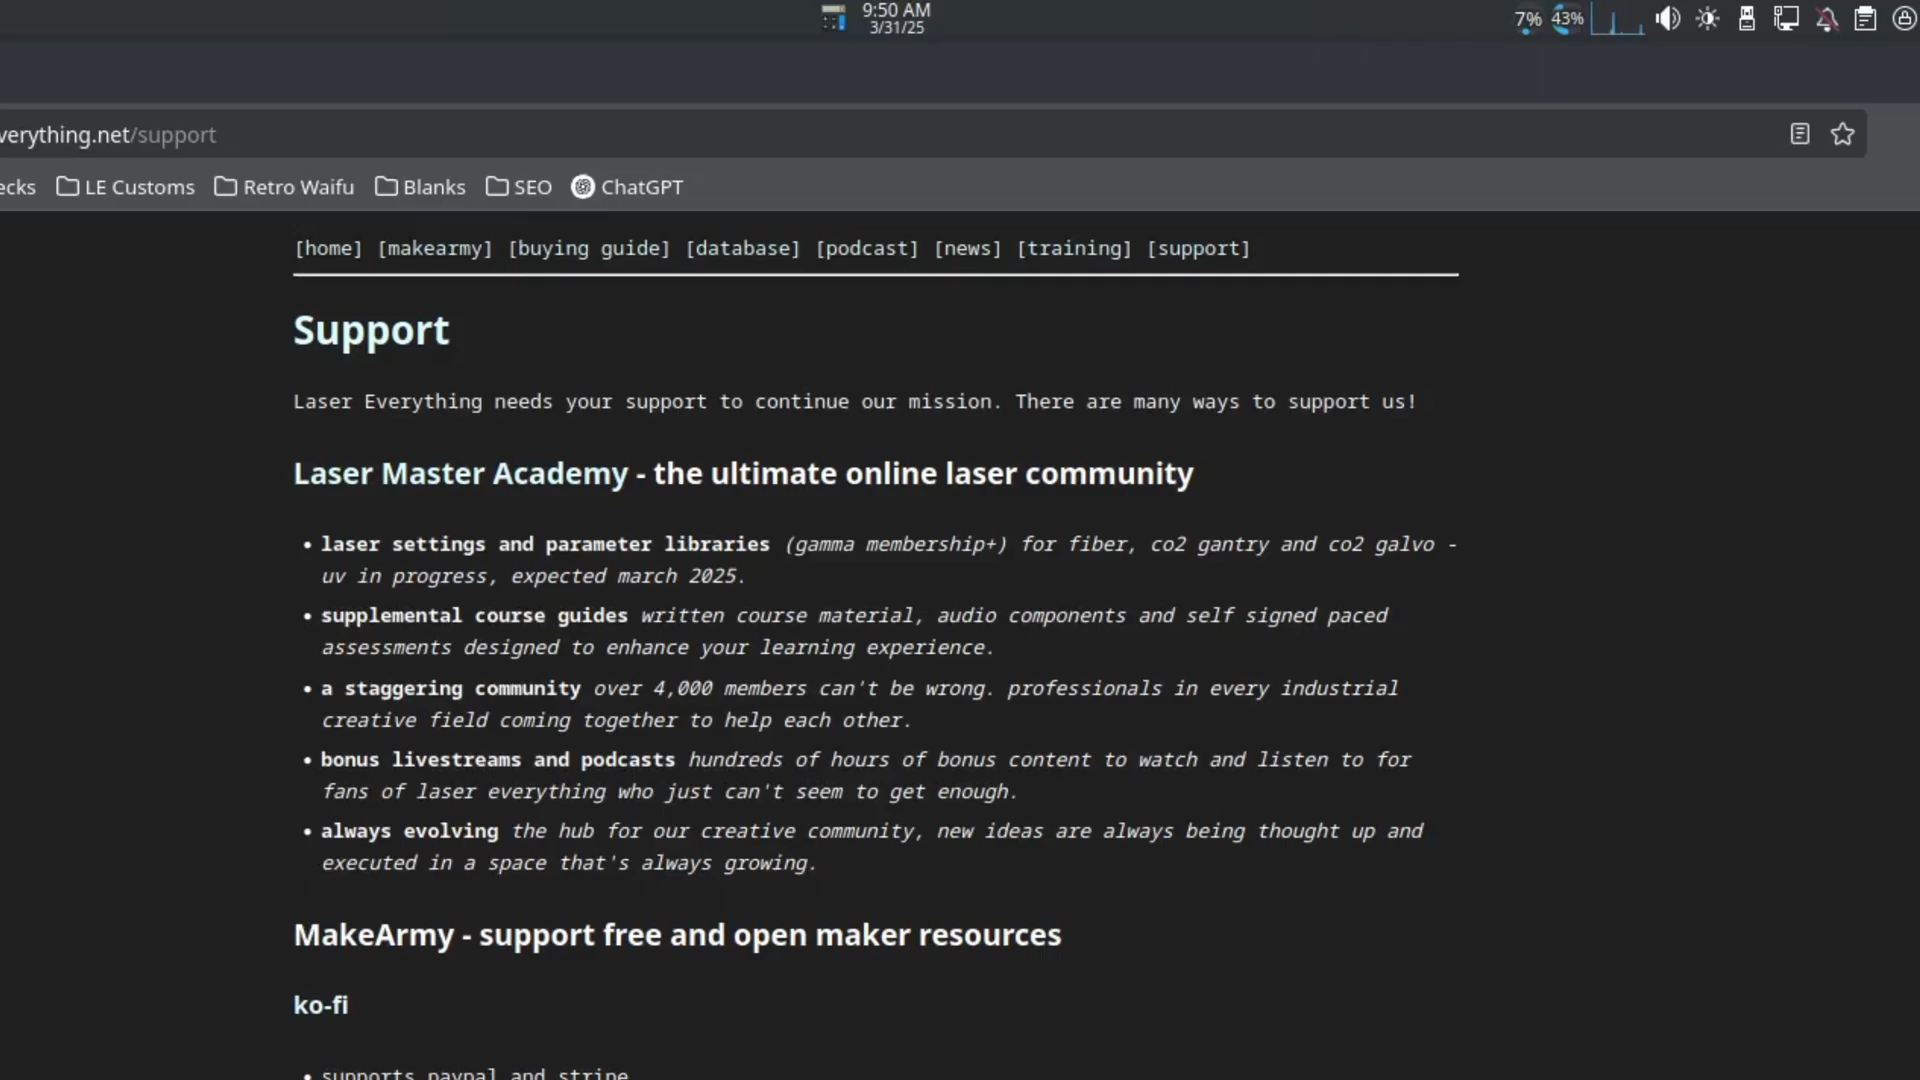 9:50 AM
3/31/25
7% 43%
verything.net/support
ecks LE Customs Retro Waifu Blanks SEO ChatGPT
[home] [makearmy] [buying guide] [database] [podcast] [news] [training] [support]
Support
Laser Everything needs your support to continue our mission. There are many ways to support us!
Laser Master Academy - the ultimate online laser community
• laser settings and parameter libraries (gamma membership+) for fiber, co2 gantry and co2 galvo -
uv in progress, expected march 2025.
• supplemental course guides written course material, audio components and self signed paced
assessments designed to enhance your learning experience.
• a staggering community over 4,000 members can't be wrong. professionals in every industrial
creative field coming together to help each other.
• bonus livestreams and podcasts hundreds of hours of bonus content to watch and listen to for
fans of laser everything who just can't seem to get enough.
• always evolving the hub for our creative community, new ideas are always being thought up and
executed in a space that's always growing.
MakeArmy - support free and open maker resources
ko-fi
• supports paypal and stripe